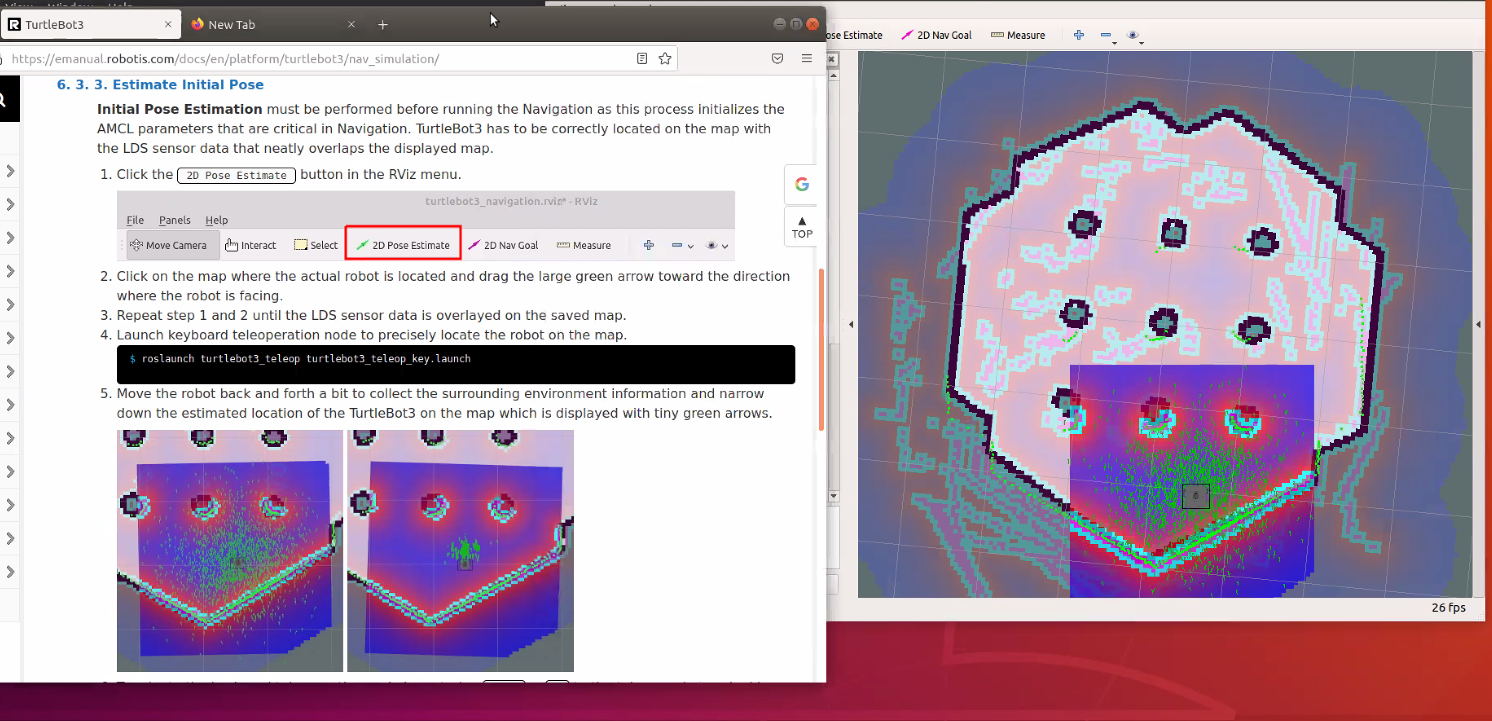 View Window Help
TurtleBot3
New Tab
https://emanual.robotis.com/docs/en/platform/turtlebot3/nav_simulation/
6. 3. 3. Estimate Initial Pose
Initial Pose Estimation must be performed before running the Navigation as this process initializes the
AMCL parameters that are critical in Navigation. TurtleBot3 has to be correctly located on the map with
the LDS sensor data that neatly overlaps the displayed map.
1. Click the 2D Pose Estimate button in the RViz menu.
turtlebot3_navigation.rviz* - RViz
File Panels Help
Move Camera Interact Select 2D Pose Estimate 2D Nav Goal Measure
2. Click on the map where the actual robot is located and drag the large green arrow toward the direction
where the robot is facing.
3. Repeat step 1 and 2 until the LDS sensor data is overlayed on the saved map.
4. Launch keyboard teleoperation node to precisely locate the robot on the map.
$ roslaunch turtlebot3_teleop turtlebot3_teleop_key.launch
5. Move the robot back and forth a bit to collect the surrounding environment information and narrow
down the estimated location of the TurtleBot3 on the map which is displayed with tiny green arrows.
G
TOP
ose Estimate 2D Nav Goal Measure
26 fps